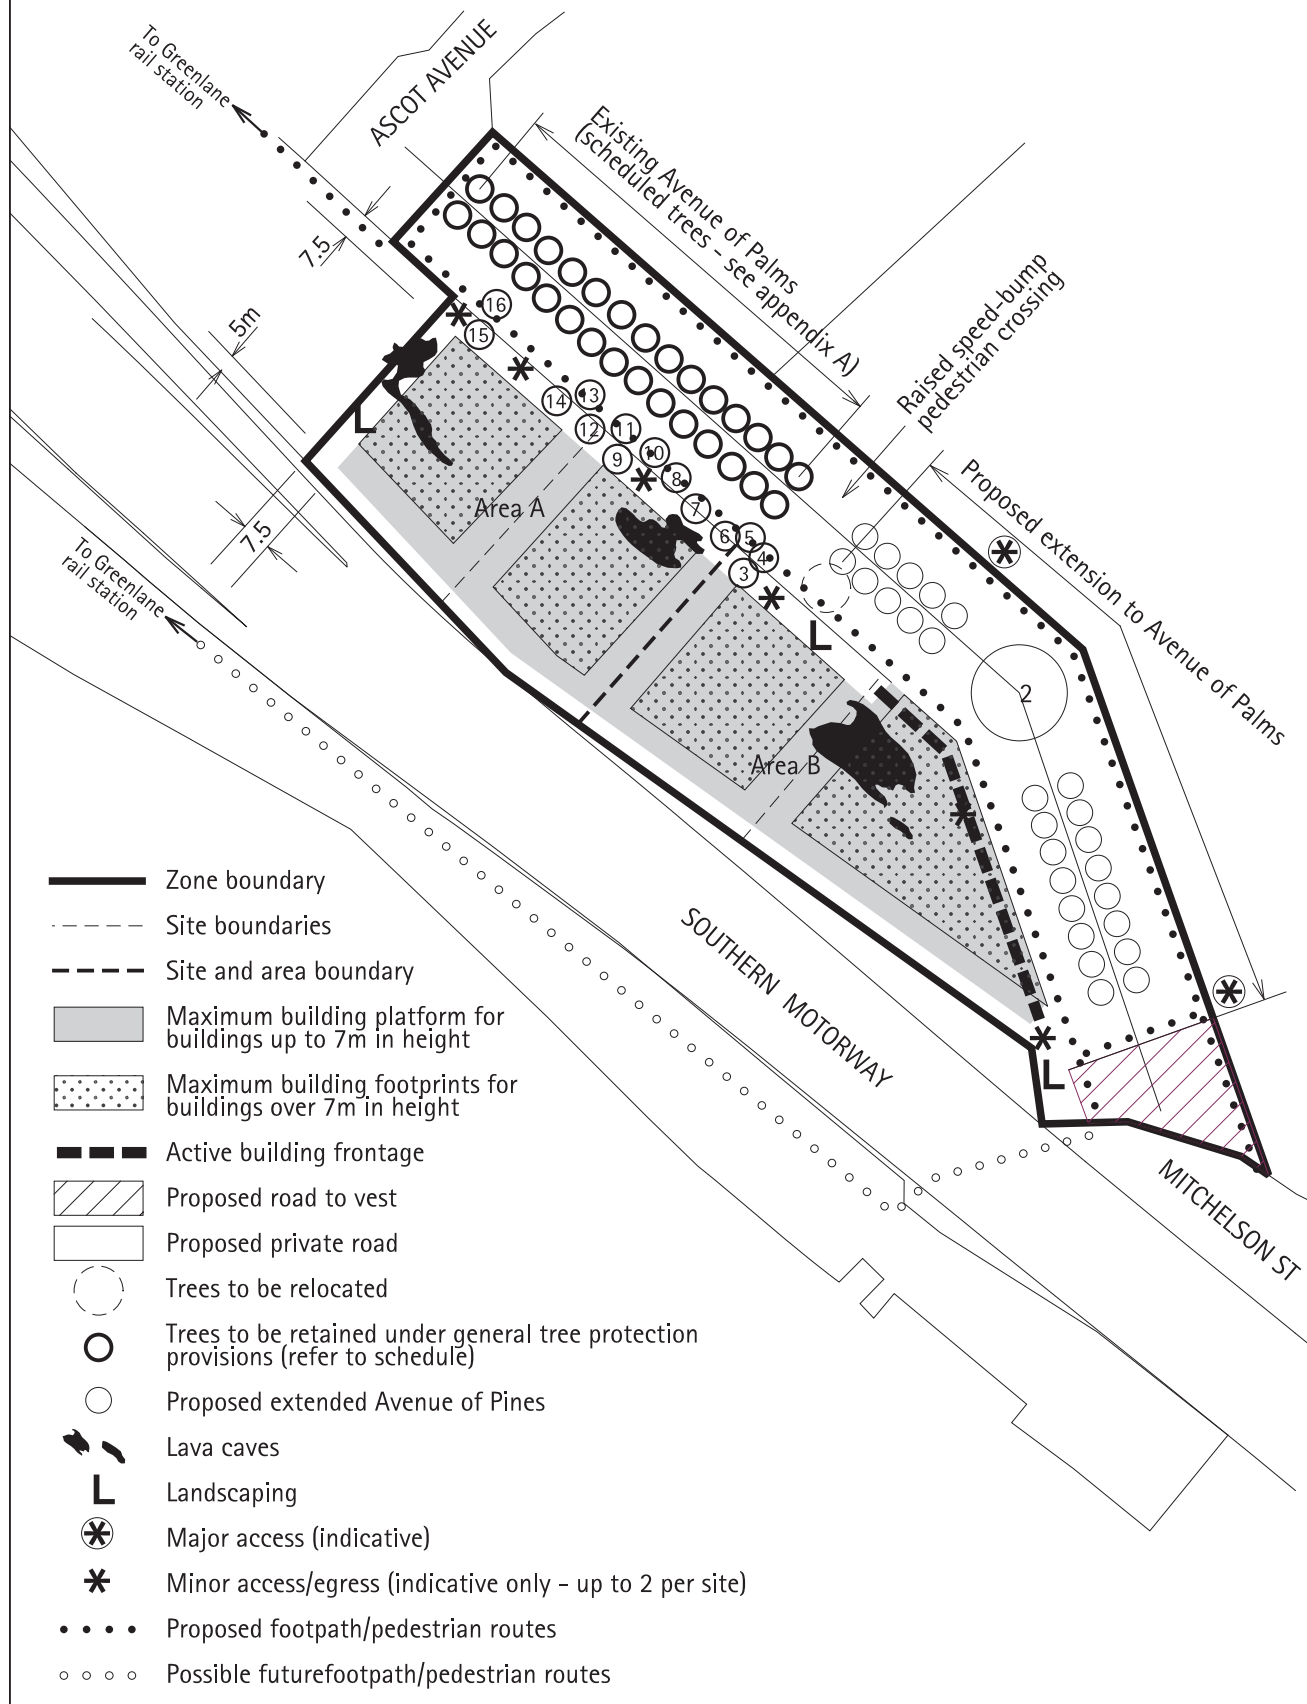 To Greenlane
rail station
ASCOT AVENUE
Existing Avenue of Palms
(scheduled trees - see appendix A)
7.5
5m
Raised speed-bump
pedestrian crossing
Proposed extension to Avenue of Palms
16
15
14
13
12
11
10
9
8
7
6
5
4
3
2
Area A
Area B
L
L
L
7.5
To Greenlane
rail station
SOUTHERN MOTORWAY
MITCHELSON ST
Zone boundary
Site boundaries
Site and area boundary
Maximum building platform for
buildings up to 7m in height
Maximum building footprints for
buildings over 7m in height
Active building frontage
Proposed road to vest
Proposed private road
Trees to be relocated
Trees to be retained under general tree protection
provisions (refer to schedule)
Proposed extended Avenue of Pines
Lava caves
L Landscaping
Major access (indicative)
Minor access/egress (indicative only - up to 2 per site)
Proposed footpath/pedestrian routes
Possible futurefootpath/pedestrian routes